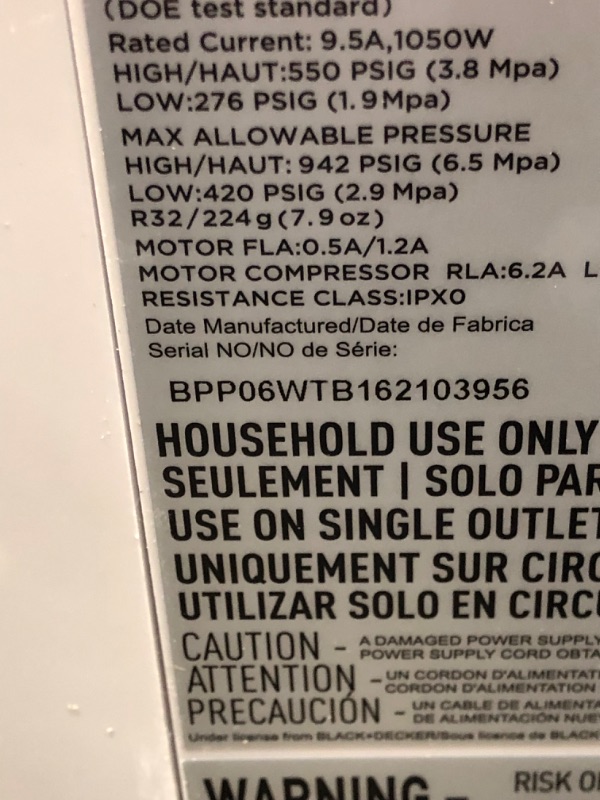 (DOE test standard)
Rated Current: 9.5A,1050W
HIGH/HAUT:550 PSIG (3.8 Mpa)
LOW:276 PSIG (1.9Mpa)
MAX ALLOWABLE PRESSURE
HIGH/HAUT: 942 PSIG (6.5 Mpa)
LOW:420 PSIG (2.9 Mpa)
R32/224g(7.9oz)
MOTOR FLA:0.5A/1.2A
MOTOR COMPRESSOR RLA:6.2A L
RESISTANCE CLASS:IPX0
Date Manufactured/Date de Fabrica
Serial NO/NO de Série:
BPP06WTB162103956
HOUSEHOLD USE ONLY
SEULEMENT | SOLO PAR
USE ON SINGLE OUTLET
UNIQUEMENT SUR CIRC
UTILIZAR SOLO EN CIRCU
CAUTION - A DAMAGED POWER SUPPLY
POWER SUPPLY CORD OBTA
ATTENTION - UN CORDON D'ALIMENTATI
CORDON D'ALIMENTATION
PRECAUCIÓN - UN CABLE DE ALIMENTA
DE ALIMENTACIÓN NUE
Under license from BLACK+DECKER/Sous licence de BLACK
WARNING - RISK O